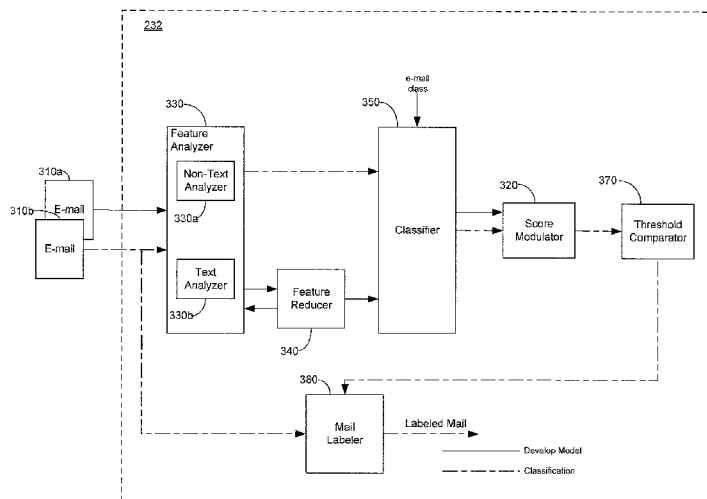 232
e-mail
class
350
330
Feature
Analyzer
310a
Non-Text
Analyzer
320
370
310b
E-mail
330a
Classifier
Score
Modulator
Threshold
Comparator
E-mail
Text
Analyzer
Feature
Reducer
330b
340
380
Mail
Labeler
Labeled Mail
Develop Model
Classification